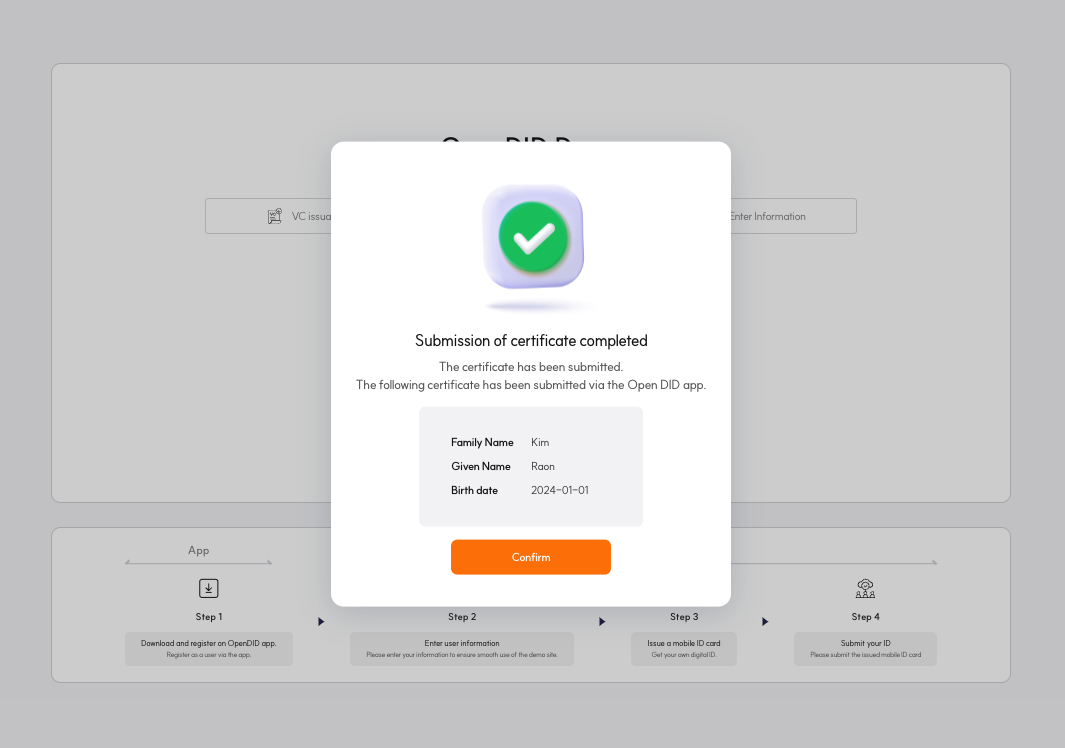 VC issua
Enter Information
Submission of certificate completed
The certificate has been submitted.
The following certificate has been submitted via the Open DID app.
Family Name Kim
Given Name Raon
Birth date 2024-01-01
Confirm
App
Step 1
Download and register on OpenDID app.
Register as a user via the app.
Step 2
Enter user information
Please enter your information to ensure smooth use of the demo site.
Step 3
Issue a mobile ID card
Get your own digital ID.
Step 4
Submit your ID
Please submit the issued mobile ID card